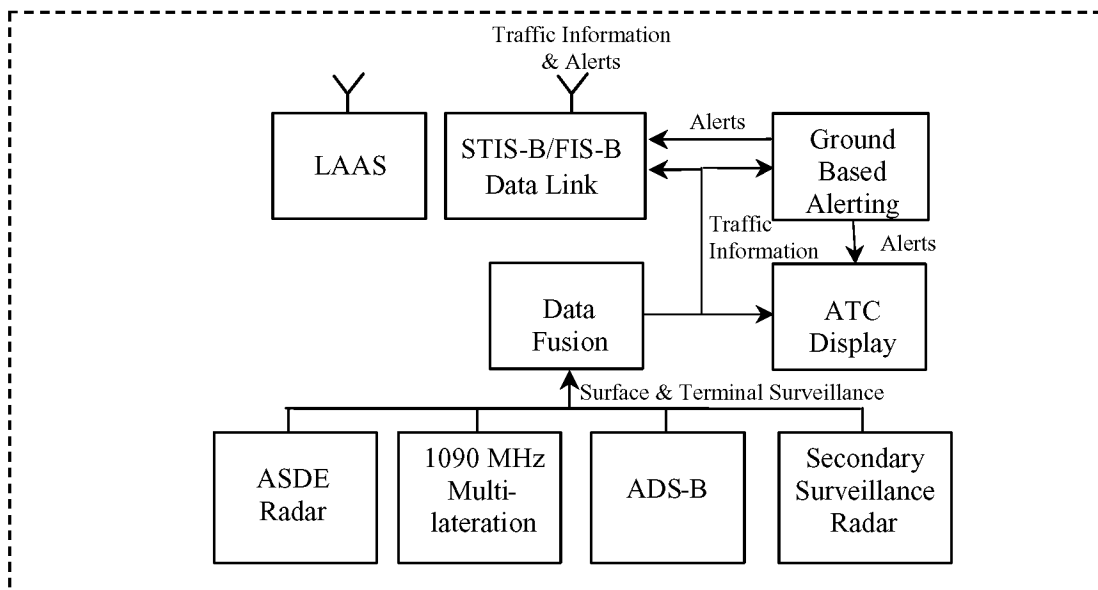 Traffic Information
& Alerts
LAAS
STIS-B/FIS-B
Data Link
Alerts
Ground
Based
Alerting
Traffic
Information
Alerts
Data
Fusion
ATC
Display
Surface & Terminal Surveillance
ASDE
Radar
1090 MHz
Multi-
lateration
ADS-B
Secondary
Surveillance
Radar